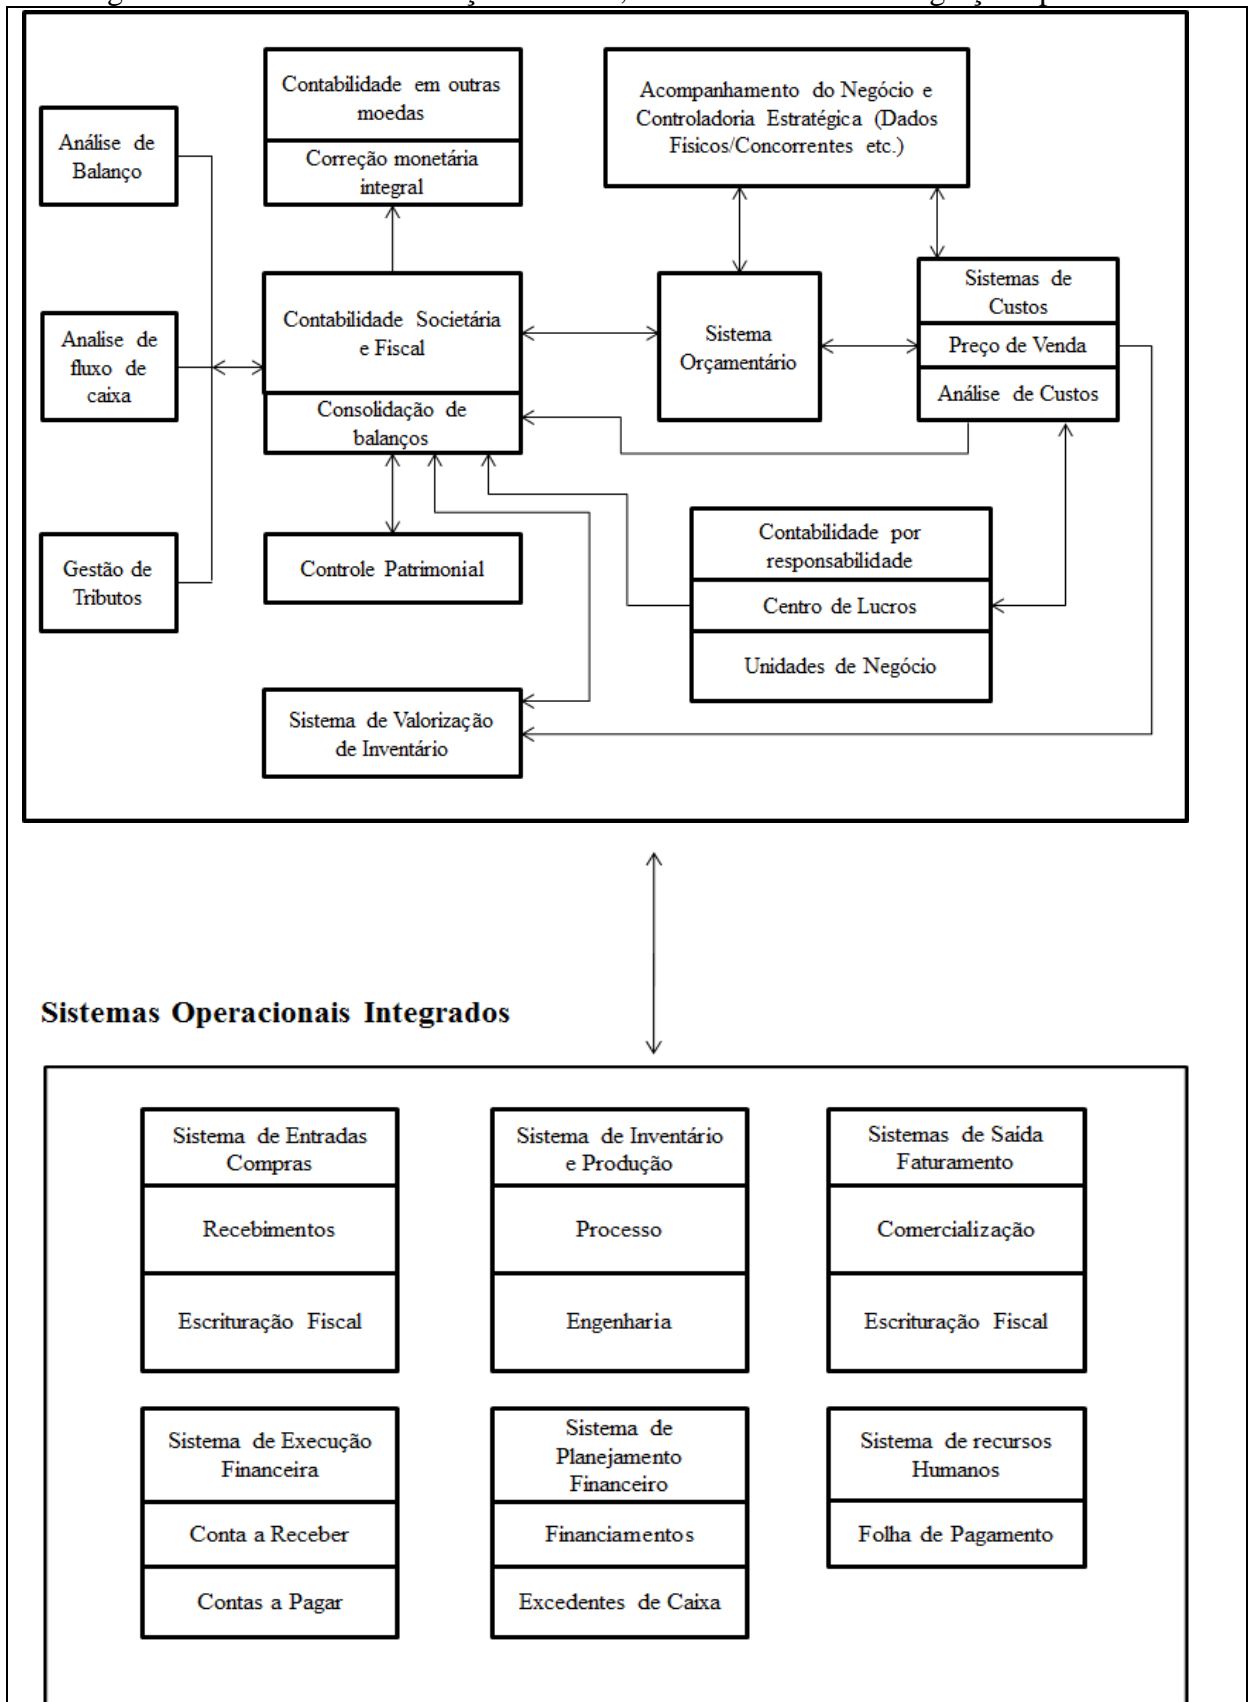 Contabilidade em outras
moedas
Correção monetária
integral
Acompanhamento do Negócio e
Controladoria Estratégica (Dados
Físicos/Concorrentes etc.)
Análise de
Balanço
Contabilidade Societária
e Fiscal
Consolidação de
balanços
Sistema
Orçamentário
Sistemas de
Custos
Preço de Venda
Análise de Custos
Analise de
fluxo de
caixa
Gestão de
Tributos
Controle Patrimonial
Contabilidade por
responsabilidade
Centro de Lucros
Unidades de Negócio
Sistema de Valorização
de Inventário
Sistemas Operacionais Integrados
Sistema de Entradas
Compras
Recebimentos
Escrituração Fiscal
Sistema de Inventário
e Produção
Processo
Engenharia
Sistemas de Saída
Faturamento
Comercialização
Escrituração Fiscal
Sistema de Execução
Financeira
Conta a Receber
Contas a Pagar
Sistema de
Planejamento
Financeiro
Financiamentos
Excedentes de Caixa
Sistema de recursos
Humanos
Folha de Pagamento